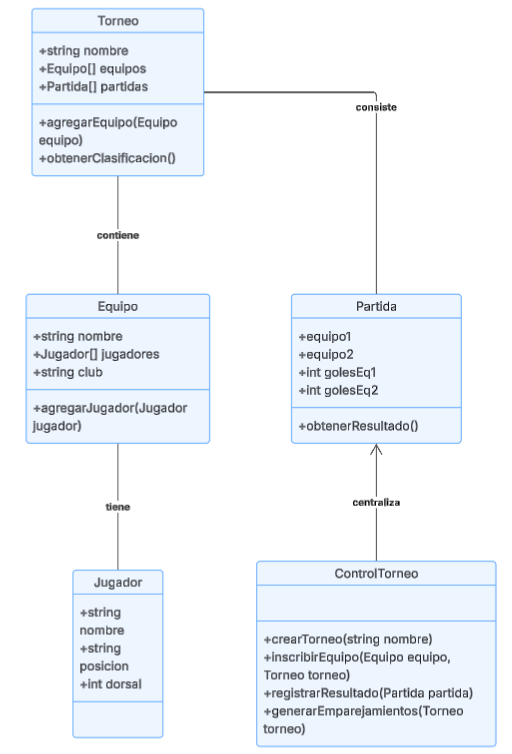 Torneo
+string nombre
+Equipo[] equipos
+Partida[] partidas
+agregarEquipo(Equipo
equipo)
+obtenerClasificacion()
consiste
contiene
Equipo
+string nombre
+Jugador[] jugadores
+string club
+agregarJugador(Jugador
jugador)
Partida
+equipo1
+equipo2
+int golesEq1
+int golesEq2
+obtenerResultado()
tiene
centraliza
Jugador
+string
nombre
+string
posicion
+int dorsal
ControlTorneo
+crearTorneo(string nombre)
+inscribirEquipo(Equipo equipo,
Torneo torneo)
+registrarResultado(Partida partida)
+generarEmparejamientos(Torneo
torneo)